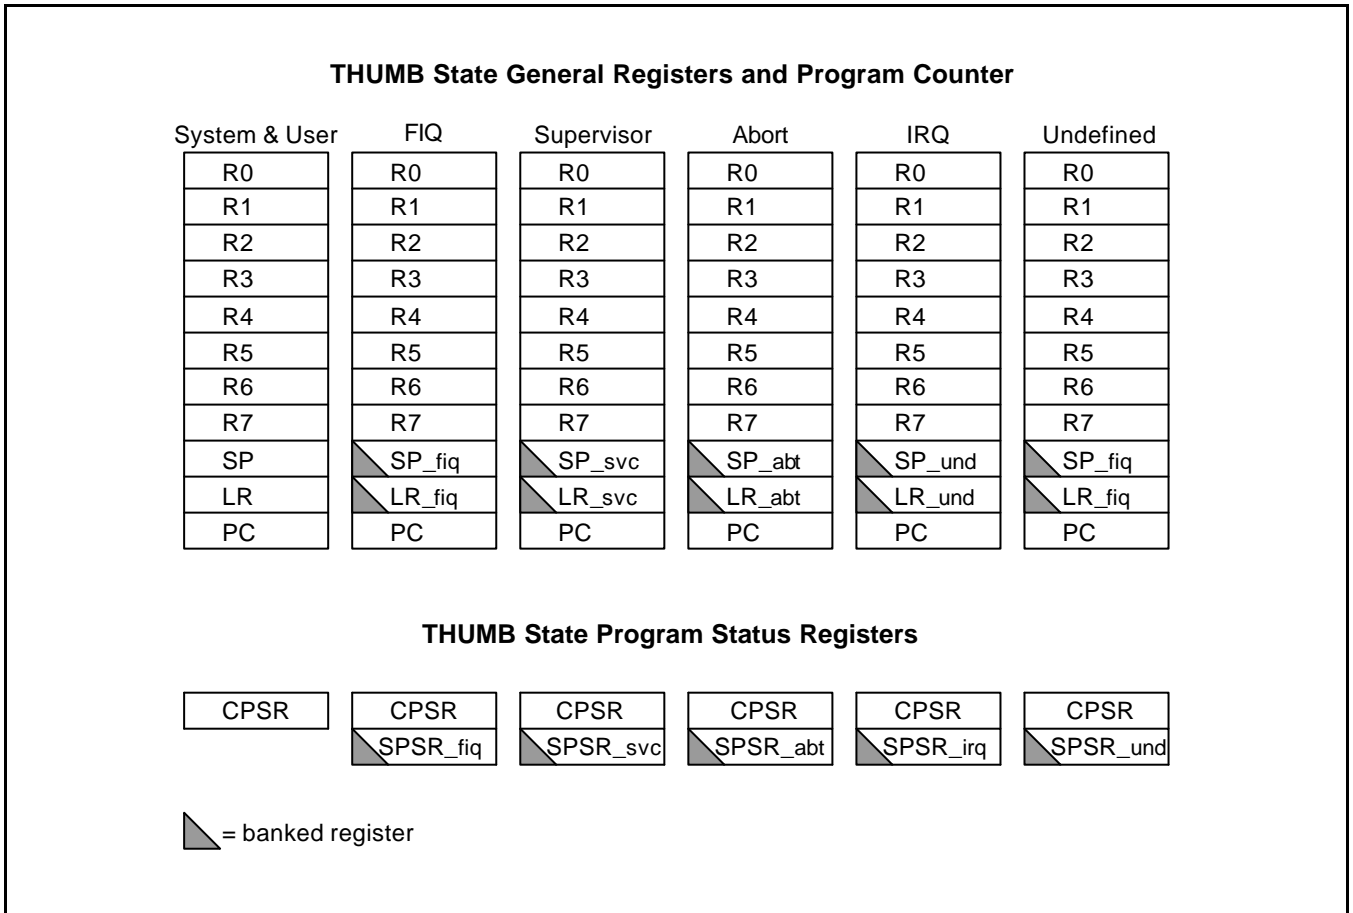 THUMB State General Registers and Program Counter
System & User FIQ Supervisor Abort IRQ Undefined
R0 R0 R0 R0 R0 R0
R1 R1 R1 R1 R1 R1
R2 R2 R2 R2 R2 R2
R3 R3 R3 R3 R3 R3
R4 R4 R4 R4 R4 R4
R5 R5 R5 R5 R5 R5
R6 R6 R6 R6 R6 R6
R7 R7 R7 R7 R7 R7
SP SP_fiq SP_svc SP_abt SP_und SP_fiq
LR LR_fiq LR_svc LR_abt LR_und LR_fiq
PC PC PC PC PC PC
THUMB State Program Status Registers
CPSR CPSR CPSR CPSR CPSR CPSR
SPSR_fiq SPSR_svc SPSR_abt SPSR_irq SPSR_und
= banked register